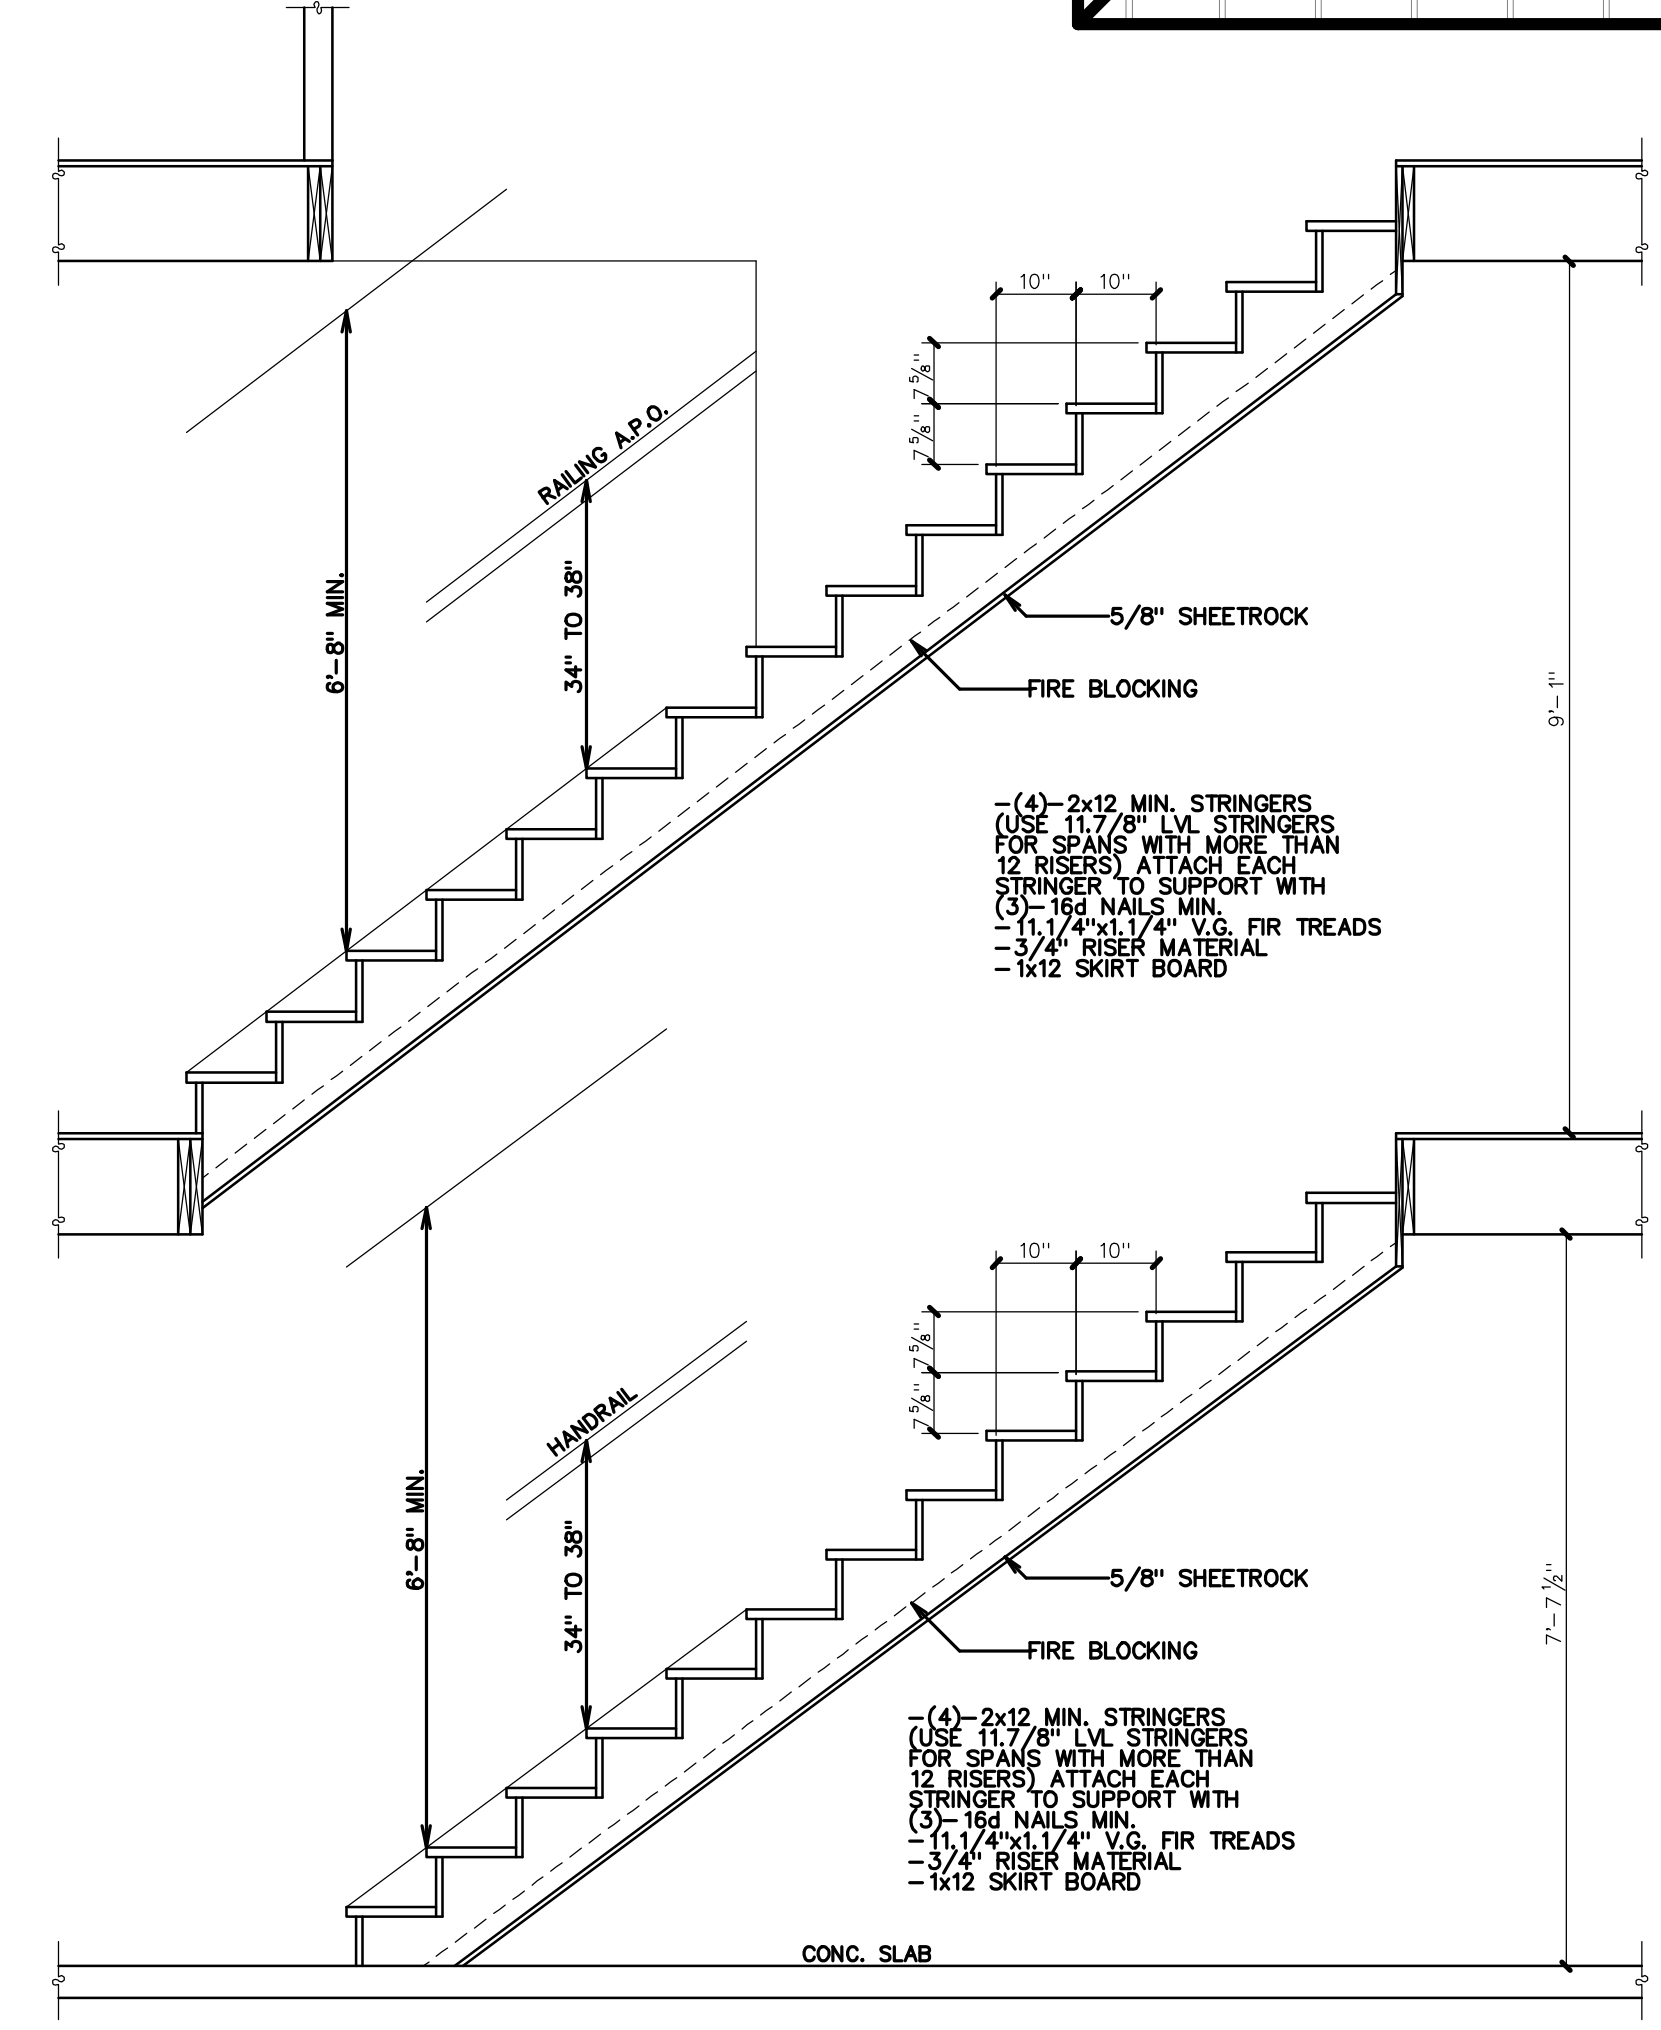 10" 10"
7 5/8"
7 5/8"
RAILING A.P.O.
6'-8" MIN.
34" TO 38"
5/8" SHEETROCK
FIRE BLOCKING
9'-1"
-(4)-2x12 MIN. STRINGERS
(USE 11.7/8" LVL STRINGERS
FOR SPANS WITH MORE THAN
12 RISERS) ATTACH EACH
STRINGER TO SUPPORT WITH
(3)-16d NAILS MIN.
-11.1/4"x1.1/4" V.G. FIR TREADS
-3/4" RISER MATERIAL
-1x12 SKIRT BOARD
10" 10"
7 5/8"
7 5/8"
HANDRAIL
6'-8" MIN.
34" TO 38"
5/8" SHEETROCK
FIRE BLOCKING
7'-7 1/2"
-(4)-2x12 MIN. STRINGERS
(USE 11.7/8" LVL STRINGERS
FOR SPANS WITH MORE THAN
12 RISERS) ATTACH EACH
STRINGER TO SUPPORT WITH
(3)-16d NAILS MIN.
-11.1/4"x1.1/4" V.G. FIR TREADS
-3/4" RISER MATERIAL
-1x12 SKIRT BOARD
CONC. SLAB